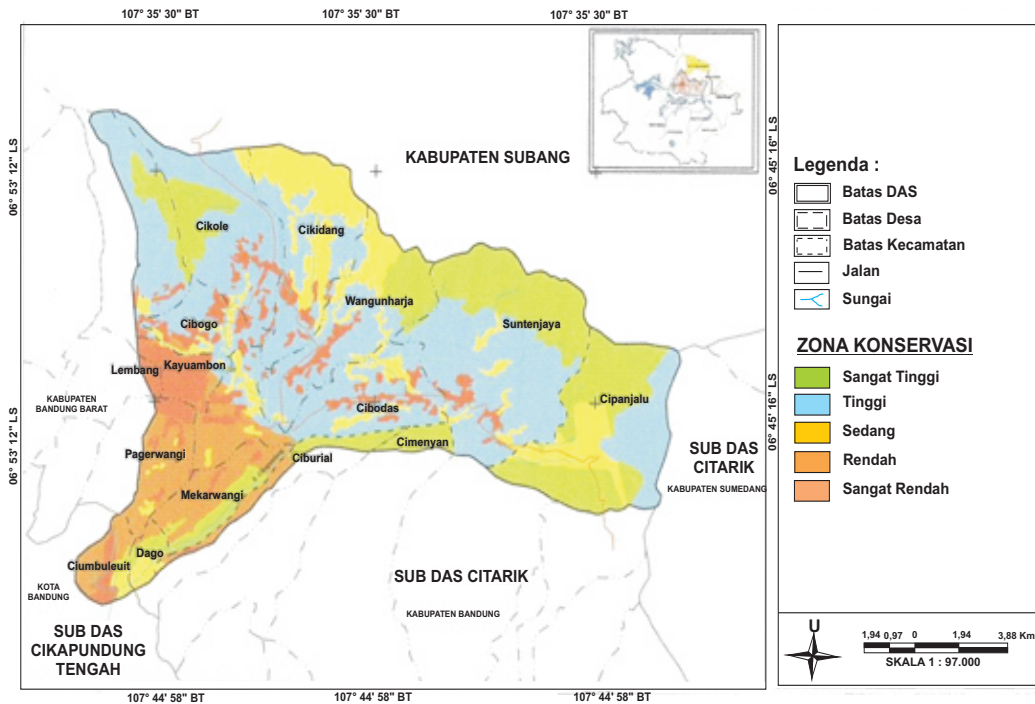 107° 35' 30" BT
107° 35' 30" BT
107° 35' 30" BT
06° 53' 12" LS
06° 45' 16" LS
KABUPATEN SUBANG
Cikole
Cikidang
Wangunharja
Suntenjaya
Cibogo
Lembang
Kayuambon
KABUPATEN
BANDUNG BARAT
Cibodas
Cipanjalu
Cimenyan
Ciburial
Pagerwangi
Mekarwangi
06° 53' 12" LS
06° 45' 16" LS
SUB DAS
CITARIK
KABUPATEN SUMEDANG
Dago
Ciumbuleuit
KOTA
BANDUNG
SUB DAS CITARIK
KABUPATEN BANDUNG
SUB DAS
CIKAPUNDUNG
TENGAH
107° 44' 58" BT
107° 44' 58" BT
107° 44' 58" BT
Legenda :
Batas DAS
Batas Desa
Batas Kecamatan
Jalan
Sungai
ZONA KONSERVASI
Sangat Tinggi
Tinggi
Sedang
Rendah
Sangat Rendah
U
1,94 0,97 0 1,94 3,88 Km
SKALA 1 : 97.000